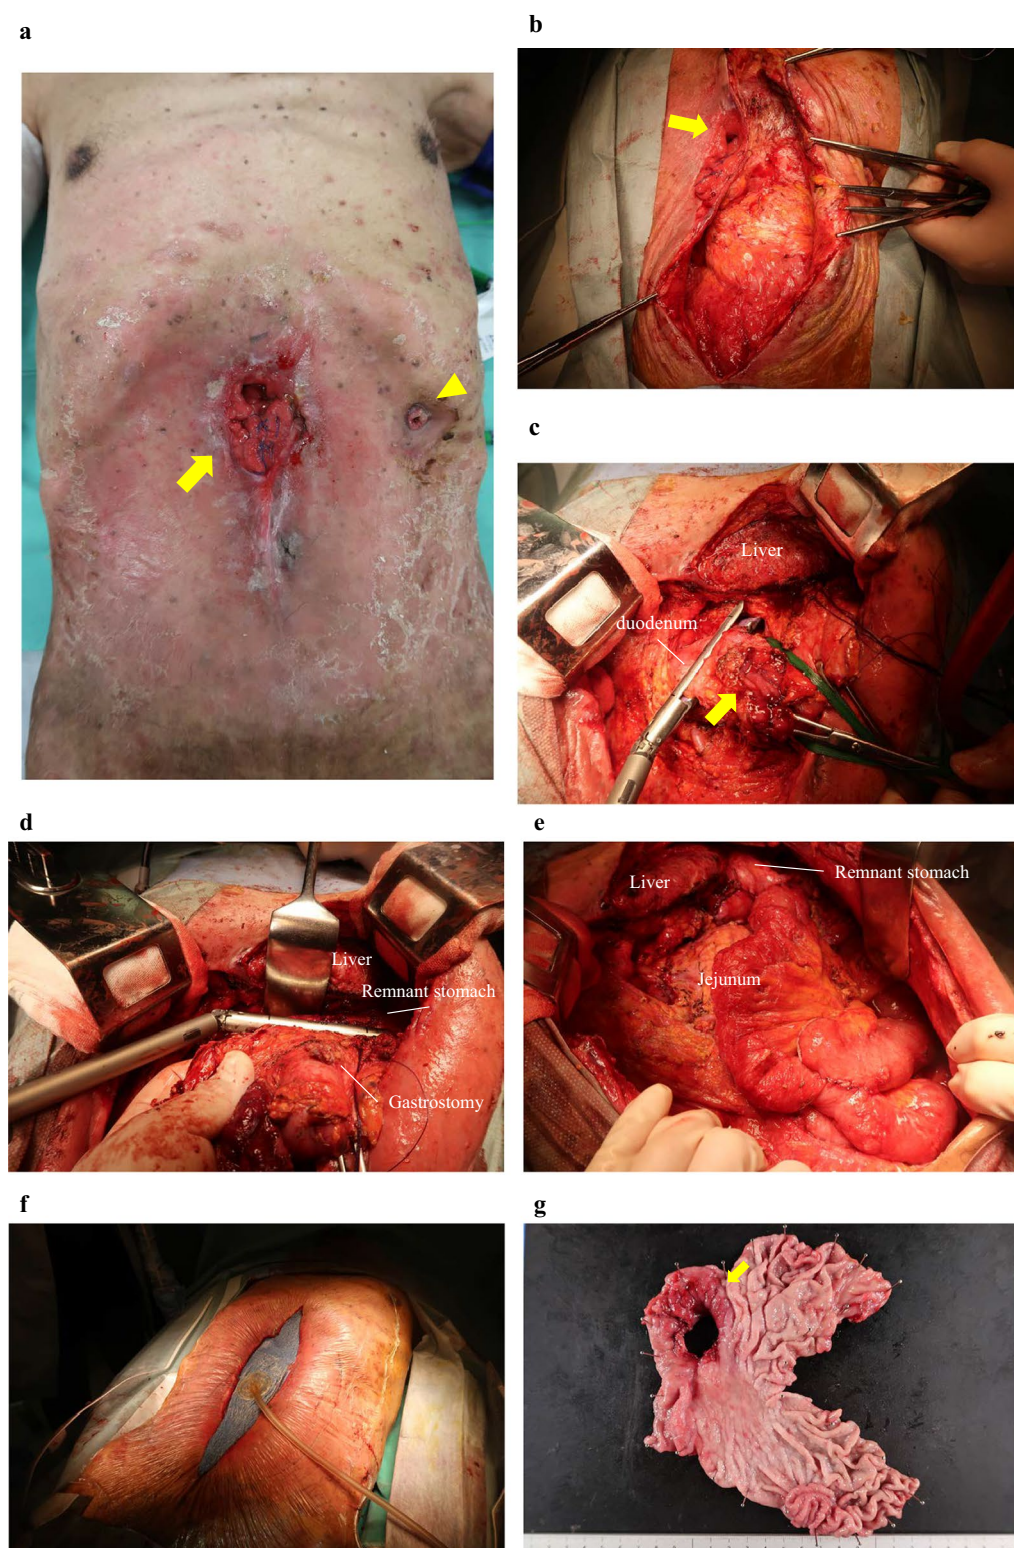 a
b
c
Liver
duodenum
d
Liver
Remnant stomach
Gastrostomy
e
Remnant stomach
Liver
Jejunum
f
g